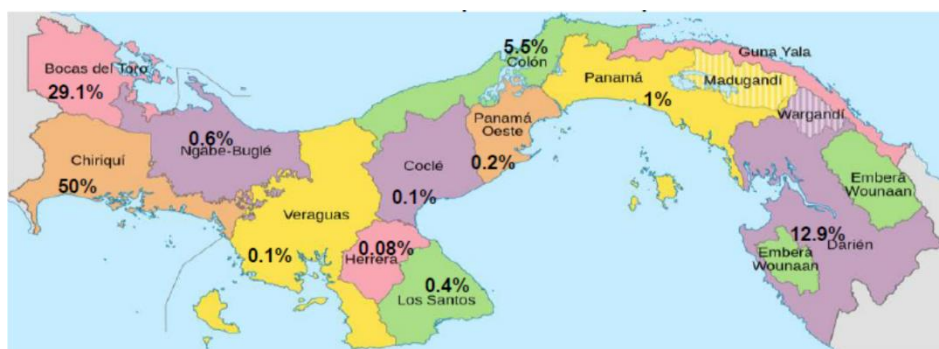 Bocas del Toro
29.1%
Chiriquí
50%
0.6%
Ngäbe-Buglé
Veraguas
0.1%
5.5%
Colón
Coclé
0.1%
Panamá
Oeste
0.2%
0.08%
Herrera
0.4%
Los Santos
Panamá
1%
Guna Yala
Madugandí
Wargandí
Emberá
Wounaan
12.9%
Darién
Emberá
Wounaan